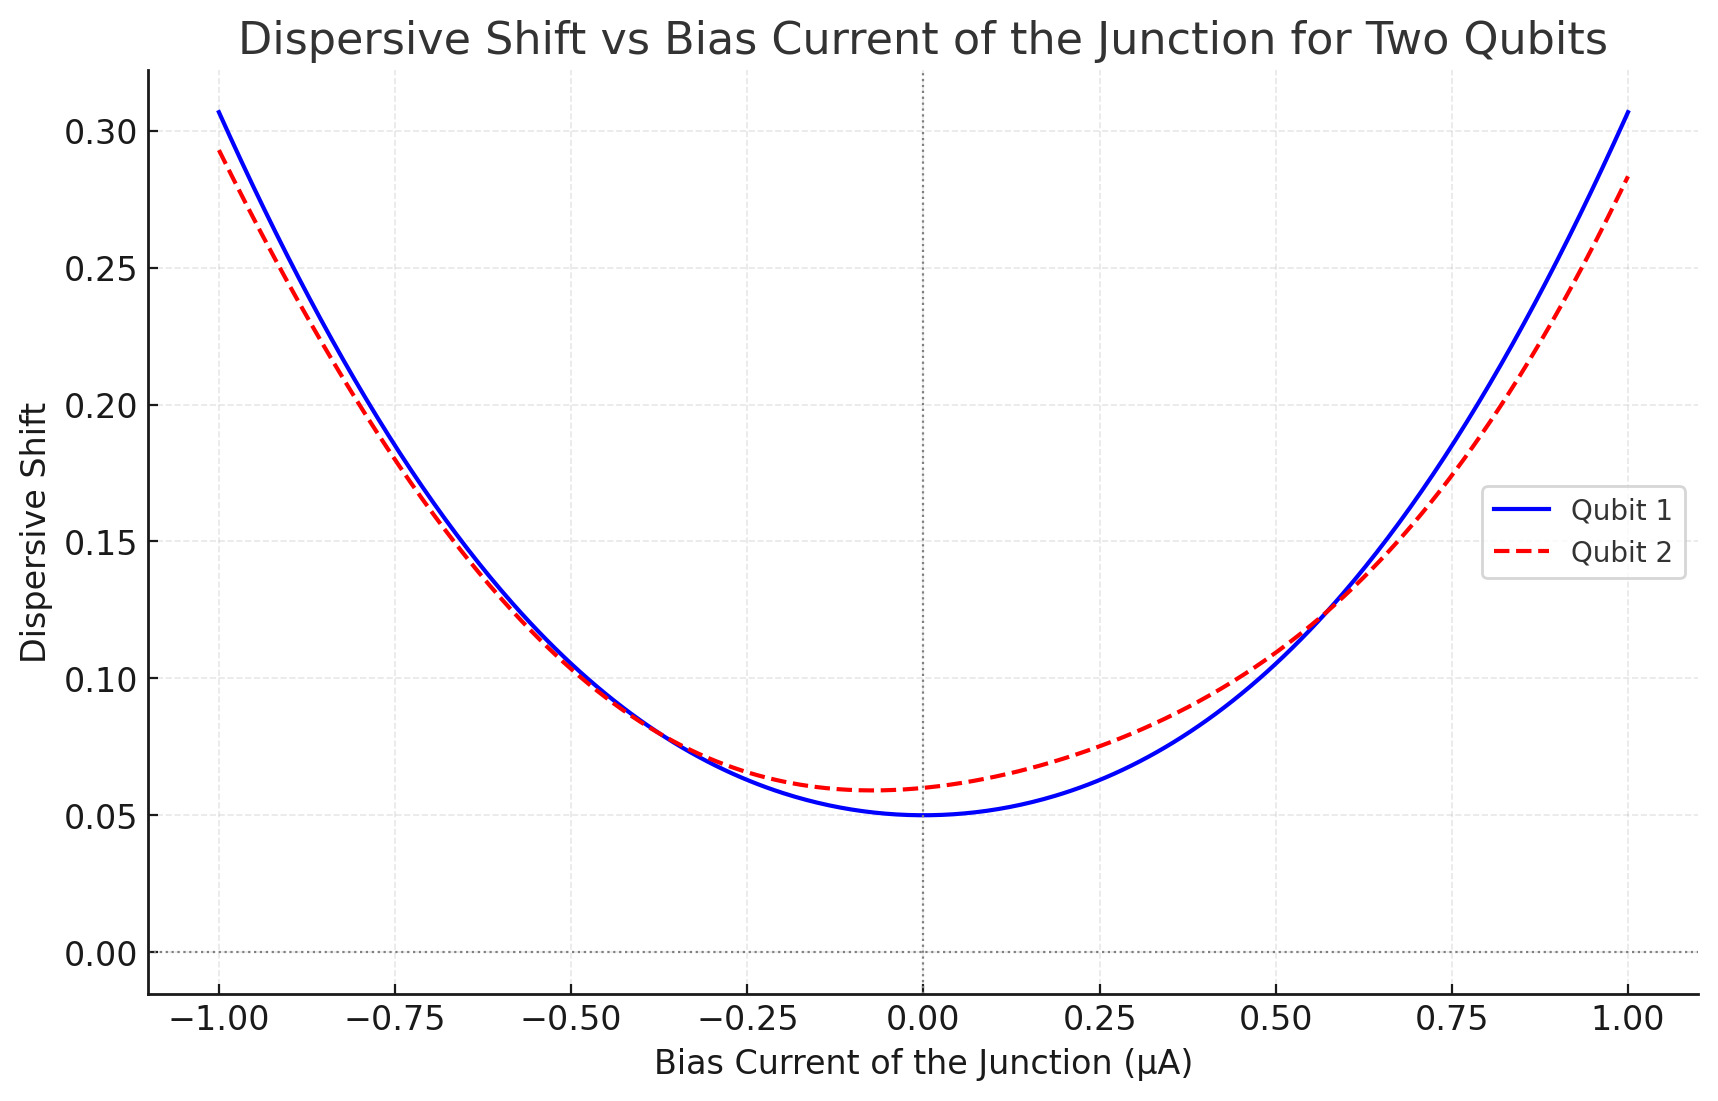 Dispersive Shift vs Bias Current of the Junction for Two Qubits
Dispersive Shift
0.30
0.25
0.20
0.15
0.10
0.05
0.00
Qubit 1
Qubit 2
−1.00 −0.75 −0.50 −0.25 0.00 0.25 0.50 0.75 1.00
Bias Current of the Junction (μA)